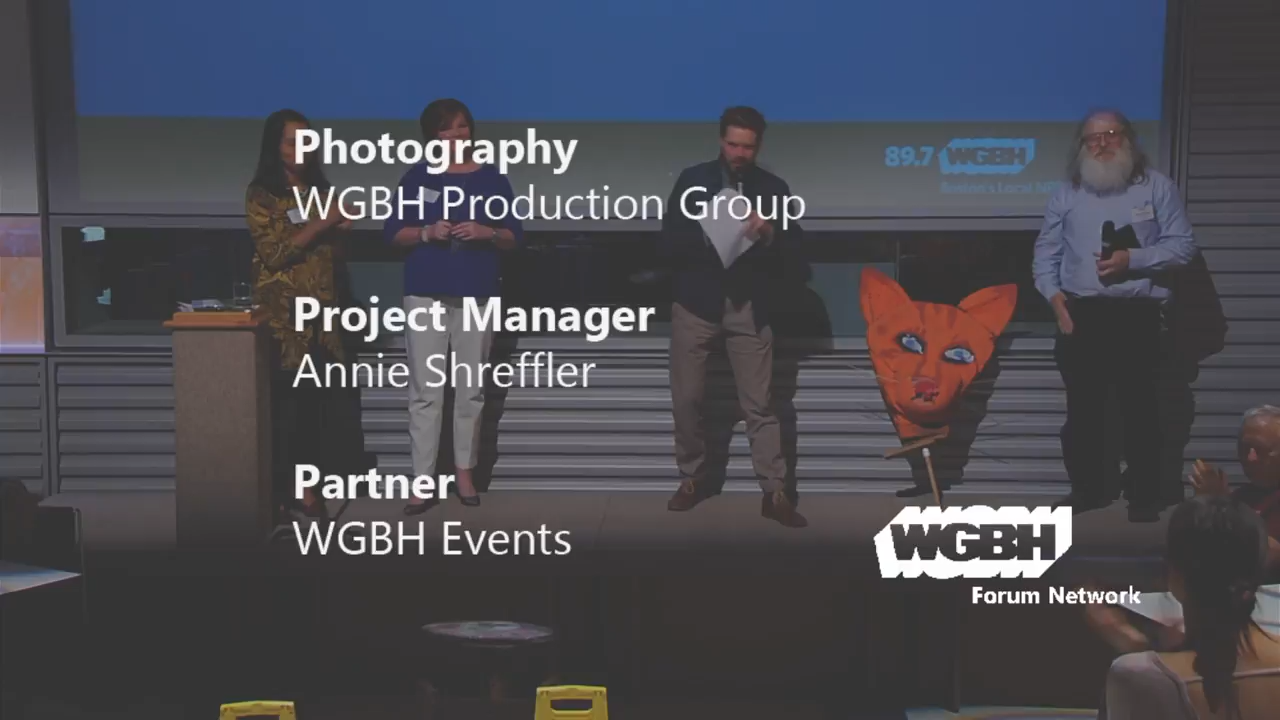 Photography
WGBH Production Group
89.7 WGBH
Project Manager
Annie Shreffler
Partner
WGBH Events
WGBH
Forum Network